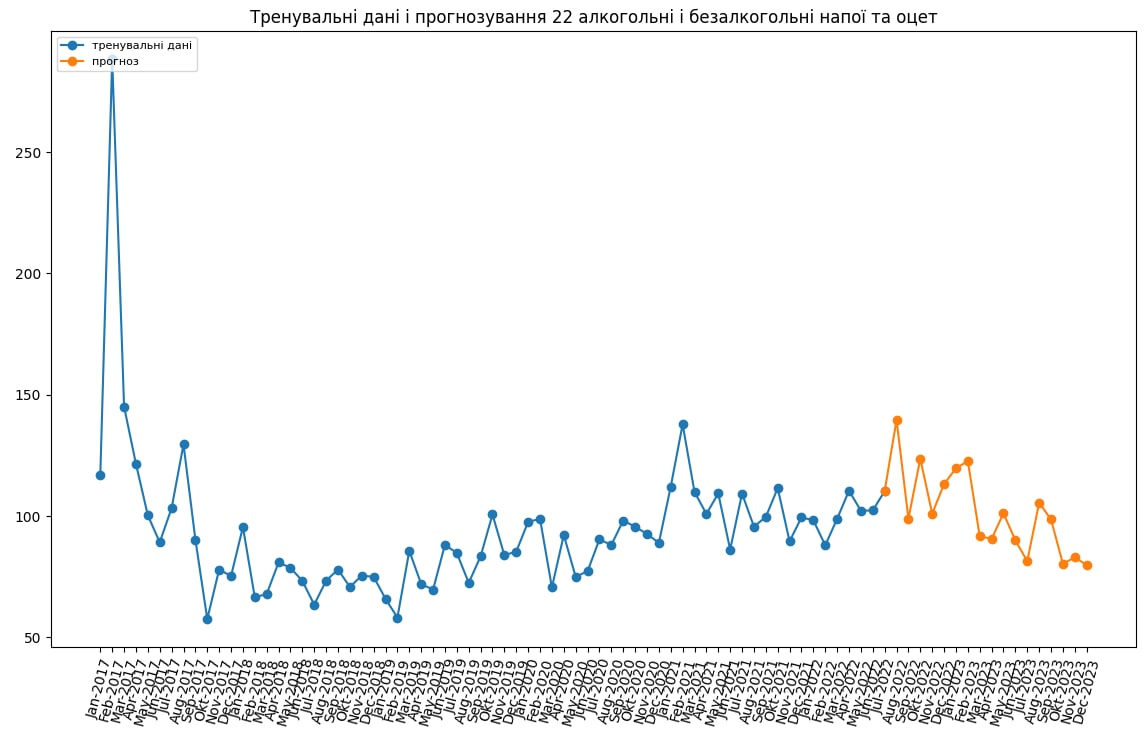 Тренувальні дані і прогнозування 22 алкогольні і безалкогольні напої та оцет
тренувальні дані
прогноз
250
200
150
100
50
Jan-2017
Feb-2017
Mar-2017
Apr-2017
May-2017
Jun-2017
Jul-2017
Aug-2017
Sep-2017
Okt-2017
Nov-2017
Dec-2017
Jan-2018
Feb-2018
Mar-2018
Apr-2018
May-2018
Jun-2018
Jul-2018
Aug-2018
Sep-2018
Okt-2018
Nov-2018
Dec-2018
Jan-2019
Feb-2019
Mar-2019
Apr-2019
May-2019
Jun-2019
Jul-2019
Aug-2019
Sep-2019
Okt-2019
Nov-2019
Dec-2019
Jan-2020
Feb-2020
Mar-2020
Apr-2020
May-2020
Jun-2020
Jul-2020
Aug-2020
Sep-2020
Okt-2020
Nov-2020
Dec-2020
Jan-2021
Feb-2021
Mar-2021
Apr-2021
May-2021
Jun-2021
Jul-2021
Aug-2021
Sep-2021
Okt-2021
Nov-2021
Dec-2021
Jan-2022
Feb-2022
Mar-2022
Apr-2022
May-2022
Jun-2022
Jul-2022
Aug-2022
Sep-2022
Okt-2022
Nov-2022
Dec-2022
Jan-2023
Feb-2023
Mar-2023
Apr-2023
May-2023
Jun-2023
Jul-2023
Aug-2023
Sep-2023
Okt-2023
Nov-2023
Dec-2023